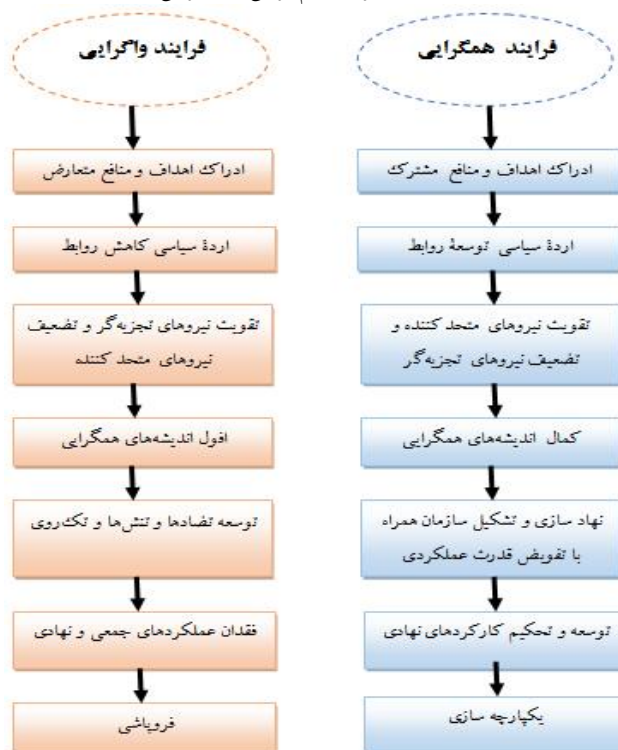 فرایند همگرایی
ادراک اهداف و منافع مشترک
اردهٔ سیاسی توسعهٔ روابط
تقویت نیروهای متحد کننده و
تضعیف نیروهای تجزیه‌گر
کمال اندیشه‌های همگرایی
نهاد سازی و تشکیل سازمان همراه
با تفویض قدرت عملکردی
توسعه و تحکیم کارکردهای نهادی
یکپارچه سازی
فرایند واگرایی
ادراک اهداف و منافع متعارض
اردهٔ سیاسی کاهش روابط
تقویت نیروهای تجزیه‌گر و تضعیف
نیروهای متحد کننده
افول اندیشه‌های همگرایی
توسعه تضادها و تنش‌ها و تک‌روی
فقدان عملکردهای جمعی و نهادی
فروپاشی